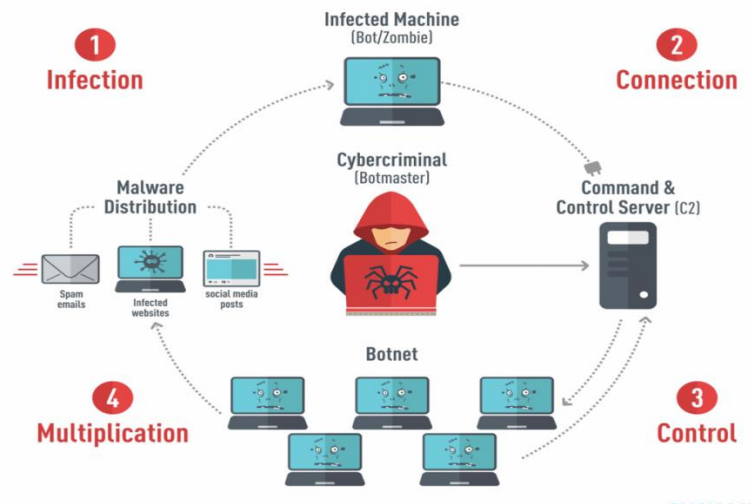 1
Infection
Infected Machine
(Bot/Zombie)
2
Connection
Malware
Distribution
Spam
emails
Infected
websites
social media
posts
Cybercriminal
(Botmaster)
Command &
Control Server (C2)
Botnet
4
Multiplication
3
Control